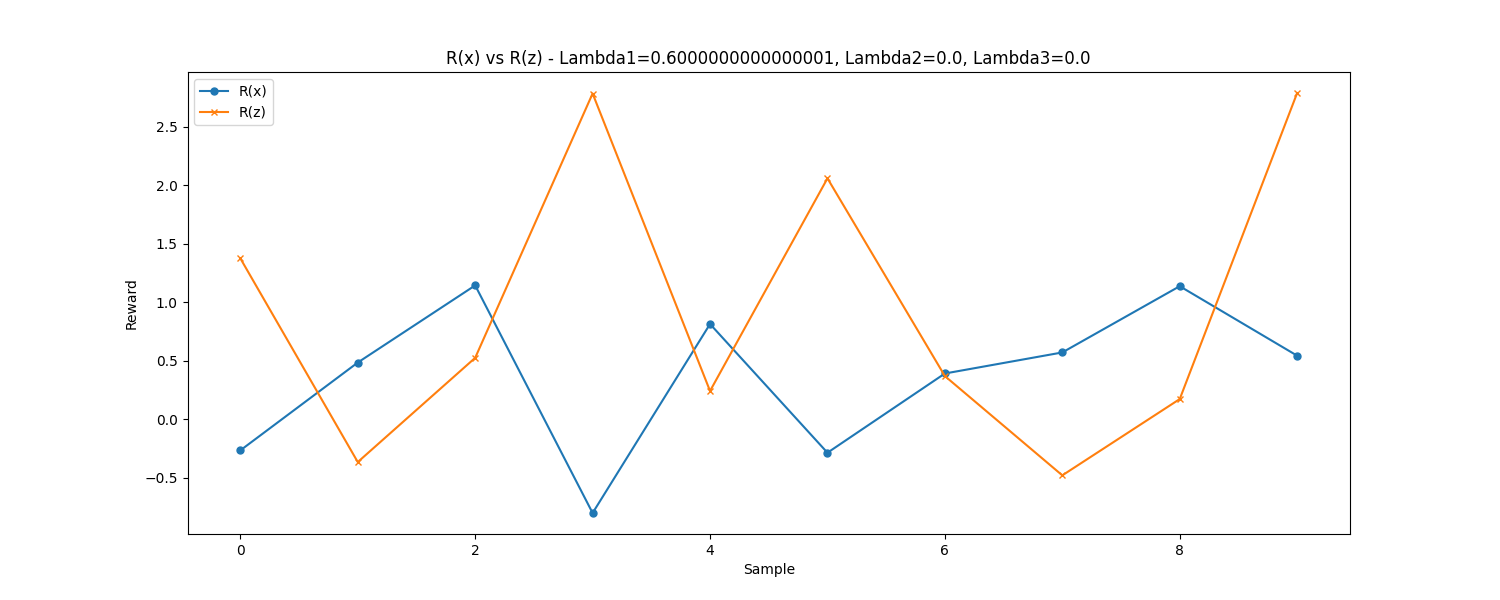 R(x) vs R(z) - Lambda1=0.6000000000000001, Lambda2=0.0, Lambda3=0.0
R(x)
R(z)
2.5
2.0
1.5
1.0
0.5
0.0
−0.5
Reward
0 2 4 6 8
Sample